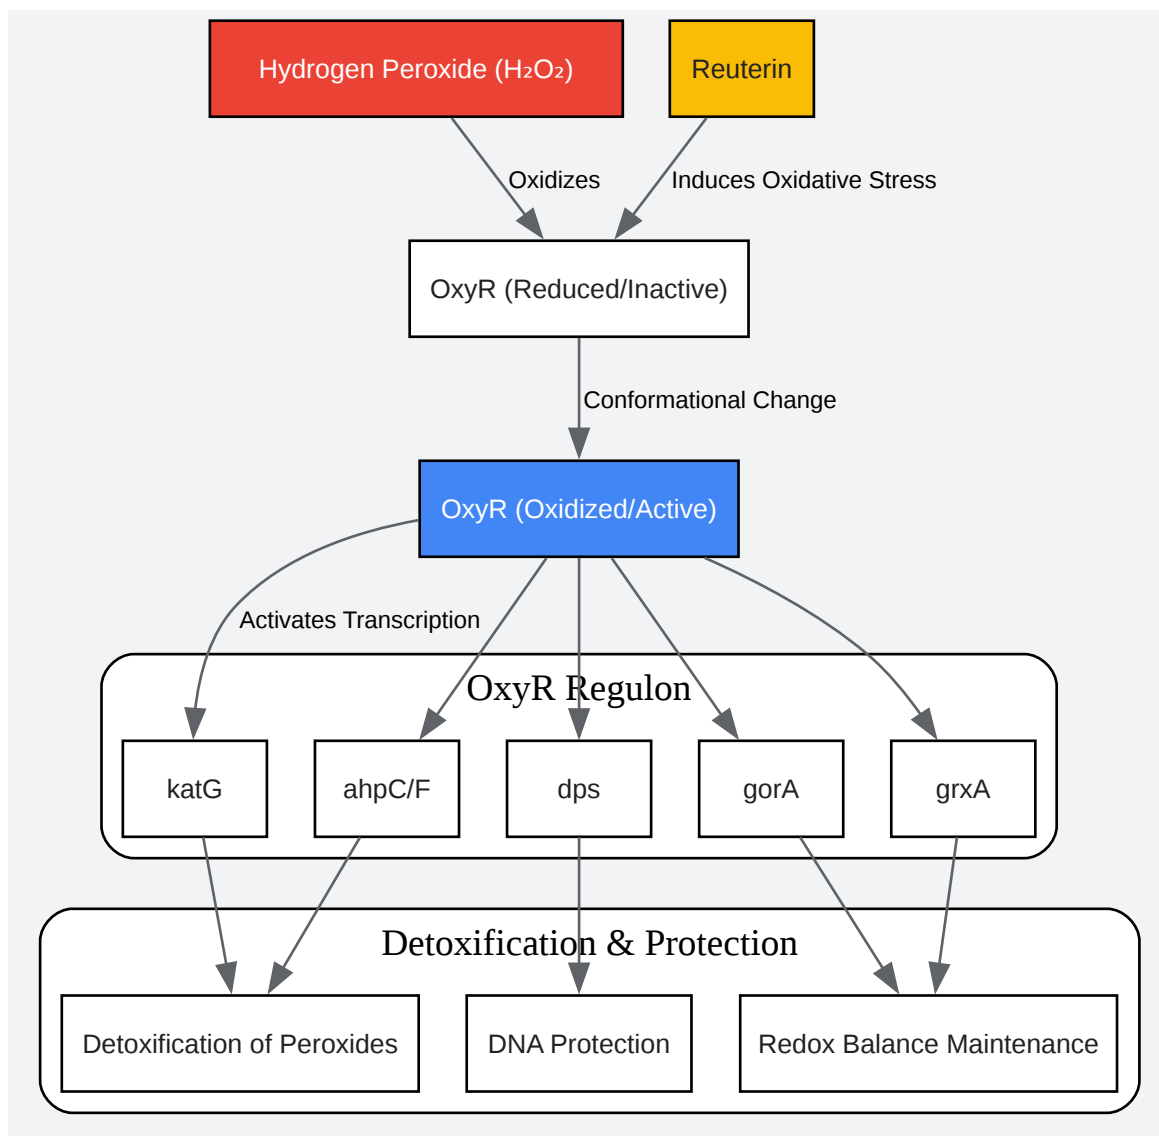 Hydrogen Peroxide (H₂O₂)
Reuterin
Oxidizes
Induces Oxidative Stress
OxyR (Reduced/Inactive)
Conformational Change
OxyR (Oxidized/Active)
Activates Transcription
OxyR Regulon
katG
ahpC/F
dps
gorA
grxA
Detoxification & Protection
Detoxification of Peroxides
DNA Protection
Redox Balance Maintenance